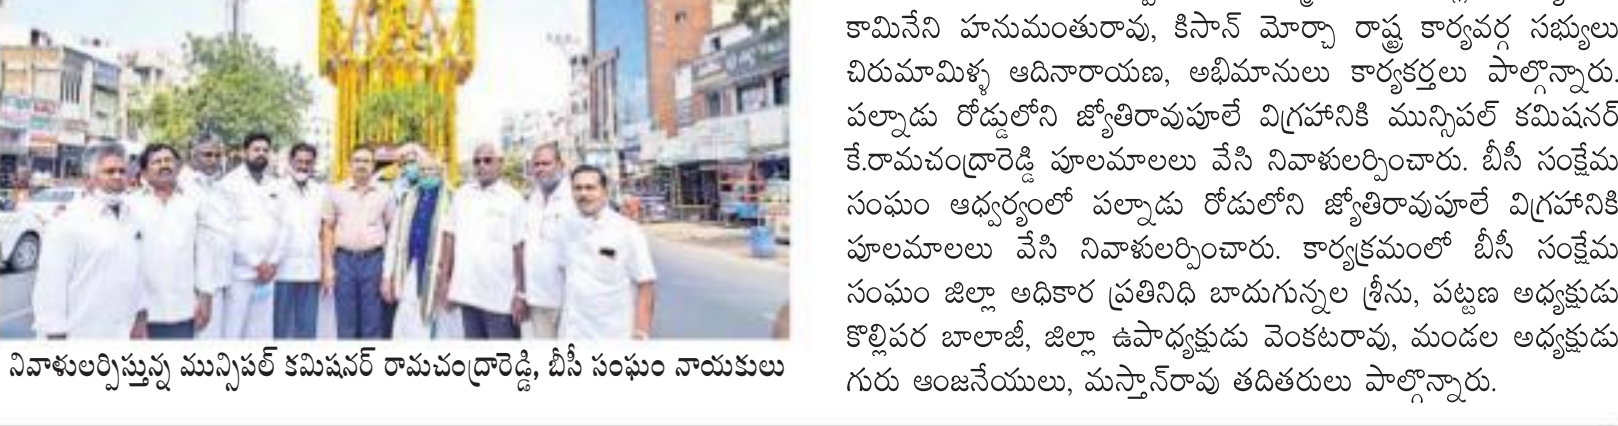 కామినేని హనుమంతురావు, కిసాన్ మోర్చా రాష్ట్ర కార్యవర్గ సభ్యులు
చిరుమామిళ్ళ ఆదినారాయణ, అభిమానులు కార్యకర్తలు పాల్గొన్నారు.
పల్నాడు రోడ్డులోని జ్యోతిరావుపూలే విగ్రహానికి మున్సిపల్ కమిషనర్
కే.రామచంద్రారెడ్డి పూలమాలలు వేసి నివాళులర్పించారు. బీసీ సంక్షేమ
సంఘం ఆధ్వర్యంలో పల్నాడు రోడులోని జ్యోతిరావుపూలే విగ్రహానికి
పూలమాలలు వేసి నివాళులర్పించారు. కార్యక్రమంలో బీసీ సంక్షేమ
సంఘం జిల్లా అధికార ప్రతినిధి బాదుగున్నల శ్రీను, పట్టణ అధ్యక్షుడు
కొల్లిపర బాలాజీ, జిల్లా ఉపాధ్యక్షుడు వెంకటరావు, మండల అధ్యక్షుడు
గురు ఆంజనేయులు, మస్తాన్‌రావు తదితరులు పాల్గొన్నారు.
నివాళులర్పిస్తున్న మున్సిపల్ కమిషనర్ రామచంద్రారెడ్డి, బీసీ సంఘం నాయకులు